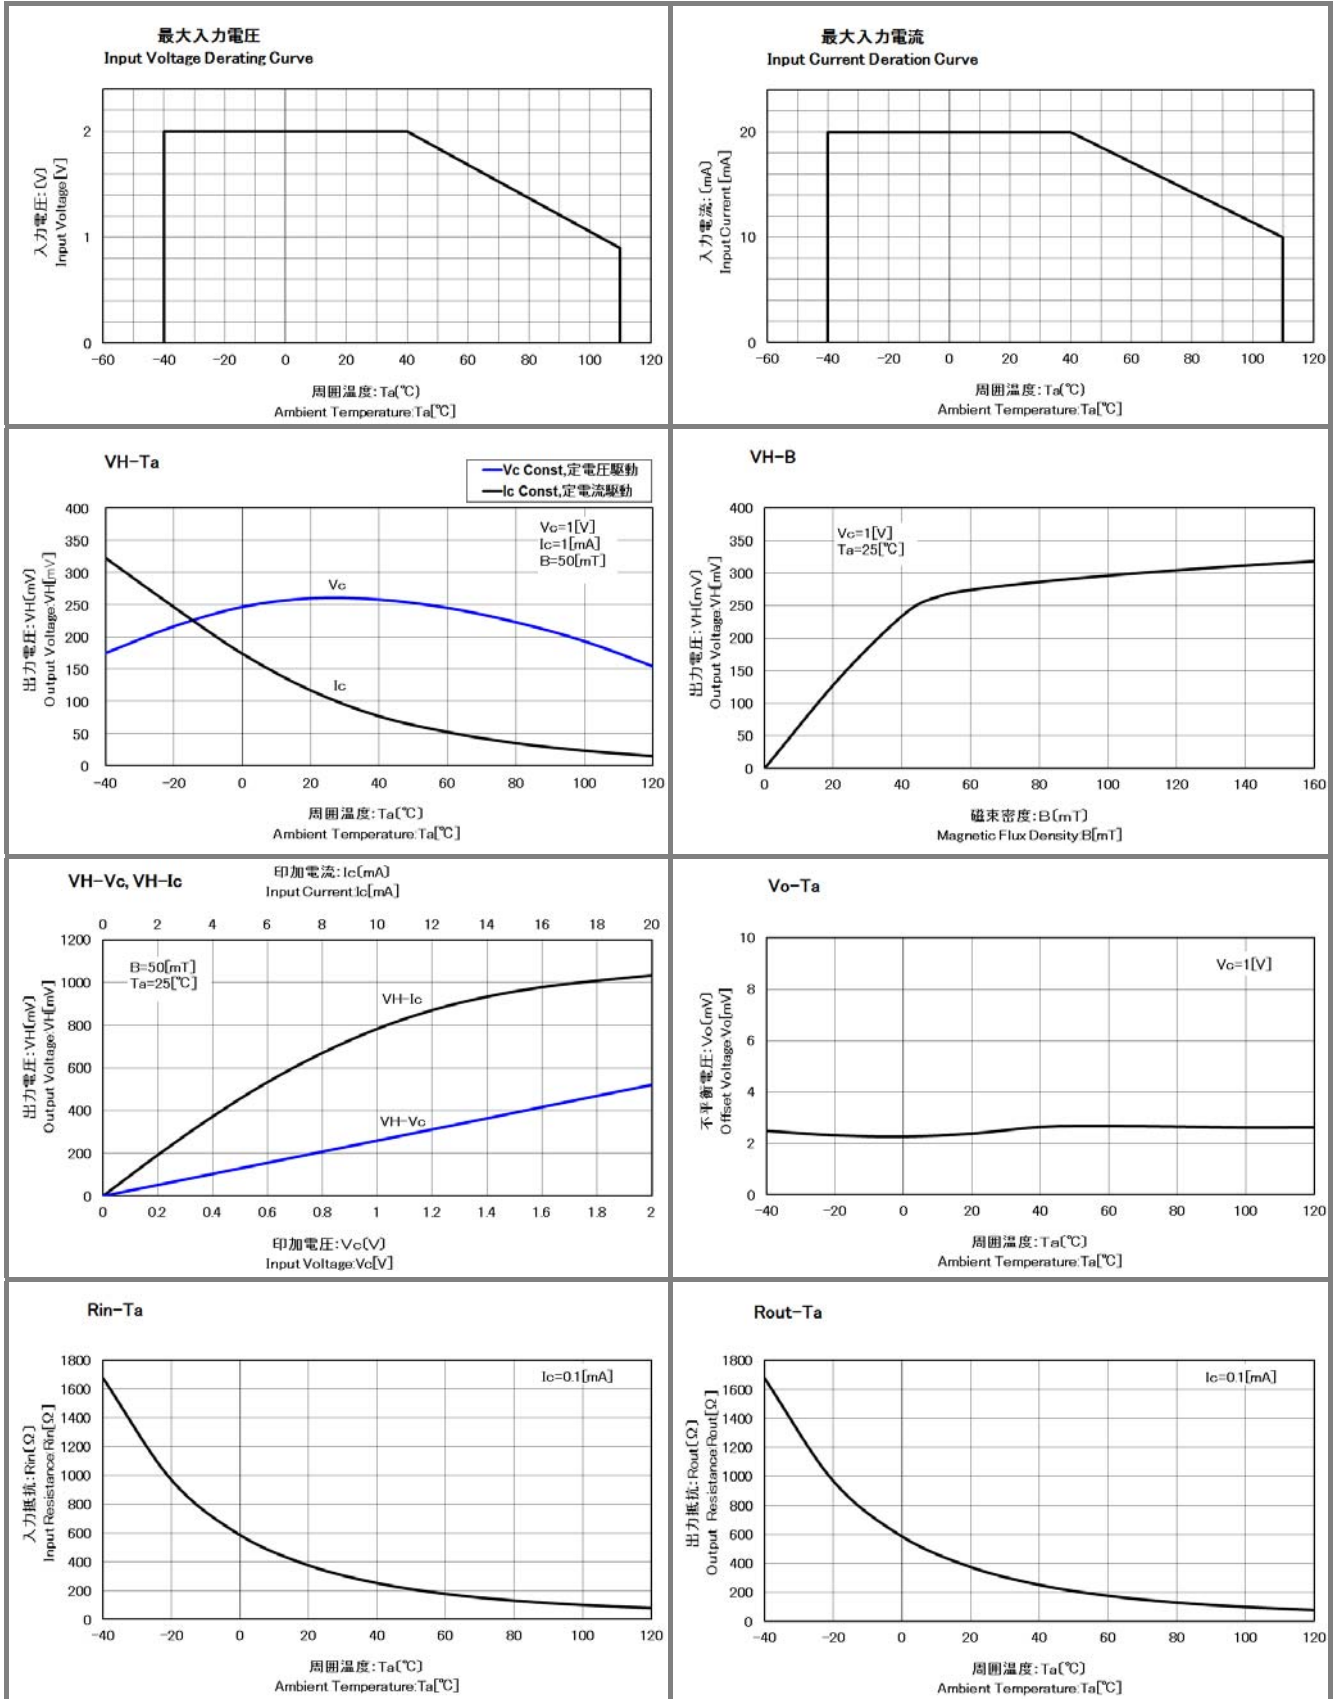 最大入力電圧
Input Voltage Derating Curve
2
1
0
入力電圧:(V)
Input Voltage[V]
-60 -40 -20 0 20 40 60 80 100 120
周囲温度:Ta(℃)
Ambient Temperature:Ta[℃]
最大入力電流
Input Current Deration Curve
20
10
0
入力電流:(mA)
Input Current [mA]
-60 -40 -20 0 20 40 60 80 100 120
周囲温度:Ta(℃)
Ambient Temperature:Ta[℃]
VH-Ta
Vc Const,定電圧駆動
Ic Const,定電流駆動
Vc=1[V]
Ic=1[mA]
B=50[mT]
400
350
300
250
200
150
100
50
0
出力電圧:VH(mV)
Output Voltage:VH[mV]
Vc
Ic
-40 -20 0 20 40 60 80 100 120
周囲温度:Ta(℃)
Ambient Temperature:Ta[℃]
VH-B
Vc=1[V]
Ta=25[℃]
400
350
300
250
200
150
100
50
0
出力電圧:VH(mV)
Output Voltage:VH[mV]
0 20 40 60 80 100 120 140 160
磁束密度:B(mT)
Magnetic Flux Density:B[mT]
VH-Vc, VH-Ic
印加電流:Ic(mA)
Input Current:Ic[mA]
0 2 4 6 8 10 12 14 16 18 20
1200
1000
800
600
400
200
0
出力電圧:VH(mV)
Output Voltage:VH[mV]
B=50[mT]
Ta=25[℃]
VH-Ic
VH-Vc
0 0.2 0.4 0.6 0.8 1 1.2 1.4 1.6 1.8 2
印加電圧:Vc(V)
Input Voltage:Vc[V]
Vo-Ta
Vc=1[V]
10
8
6
4
2
0
不平衡電圧:Vo(mV)
Offset Voltage:Vo[mV]
-40 -20 0 20 40 60 80 100 120
周囲温度:Ta(℃)
Ambient Temperature:Ta[℃]
Rin-Ta
Ic=0.1[mA]
1800
1600
1400
1200
1000
800
600
400
200
0
入力抵抗:Rin(Ω)
Input Resistance:Rin[Ω]
-40 -20 0 20 40 60 80 100 120
周囲温度:Ta(℃)
Ambient Temperature:Ta[℃]
Rout-Ta
Ic=0.1[mA]
1800
1600
1400
1200
1000
800
600
400
200
0
出力抵抗:Rout(Ω)
Output Resistance:Rout[Ω]
-40 -20 0 20 40 60 80 100 120
周囲温度:Ta(℃)
Ambient Temperature:Ta[℃]